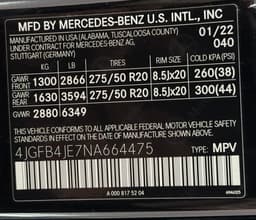 MFD BY MERCEDES-BENZ U.S. INTL., INC
MANUFACTURED IN USA (ALABAMA, TUSCALOOSA COUNTY) 01/22
UNDER CONTRACT FOR MERCEDES-BENZ AG, 040
STUTTGART (GERMANY)
KG LB TIRES RIM SIZE COLD KPA (PSI)
GAWR FRONT 1300 2866 275/50 R20 8.5Jx20 260(38)
GAWR REAR 1630 3594 275/50 R20 8.5Jx20 300(44)
GVWR 2880 6349
THIS VEHICLE CONFORMS TO ALL APPLICABLE FEDERAL MOTOR VEHICLE SAFETY
STANDARDS IN EFFECT ON THE DATE OF MANUFACTURE SHOWN ABOVE.
4JGFB4JE7NA664475 TYPE: MPV
A 000 817 52 04